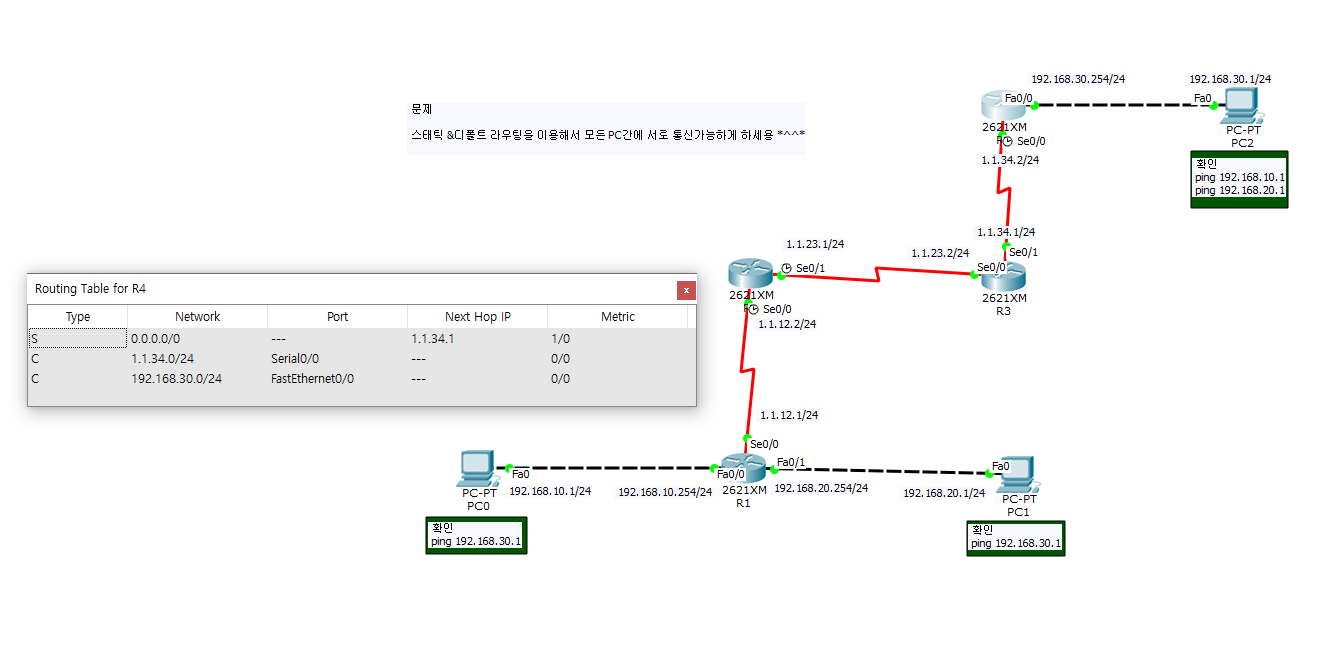 문제
스태틱 &디폴트 라우팅을 이용해서 모든 PC간에 서로 통신가능하게 하세용 *^^*
192.168.30.254/24
192.168.30.1/24
Fa0/0
Fa0
2621XM
PC-PT
PC2
Se0/0
1.1.34.2/24
확인
ping 192.168.10.1
ping 192.168.20.1
1.1.34.1/24
1.1.23.1/24
1.1.23.2/24
Se0/1
Se0/1
Se0/0
2621XM
2621XM
R3
Se0/0
1.1.12.2/24
Routing Table for R4
x
Type Network Port Next Hop IP Metric
S 0.0.0.0/0 --- 1.1.34.1 1/0
C 1.1.34.0/24 Serial0/0 --- 0/0
C 192.168.30.0/24 FastEthernet0/0 --- 0/0
1.1.12.1/24
Se0/0
Fa0
Fa0/0
Fa0/1
Fa0
PC-PT
PC0
192.168.10.1/24
192.168.10.254/24
2621XM
R1
192.168.20.254/24
192.168.20.1/24
PC-PT
PC1
확인
ping 192.168.30.1
확인
ping 192.168.30.1